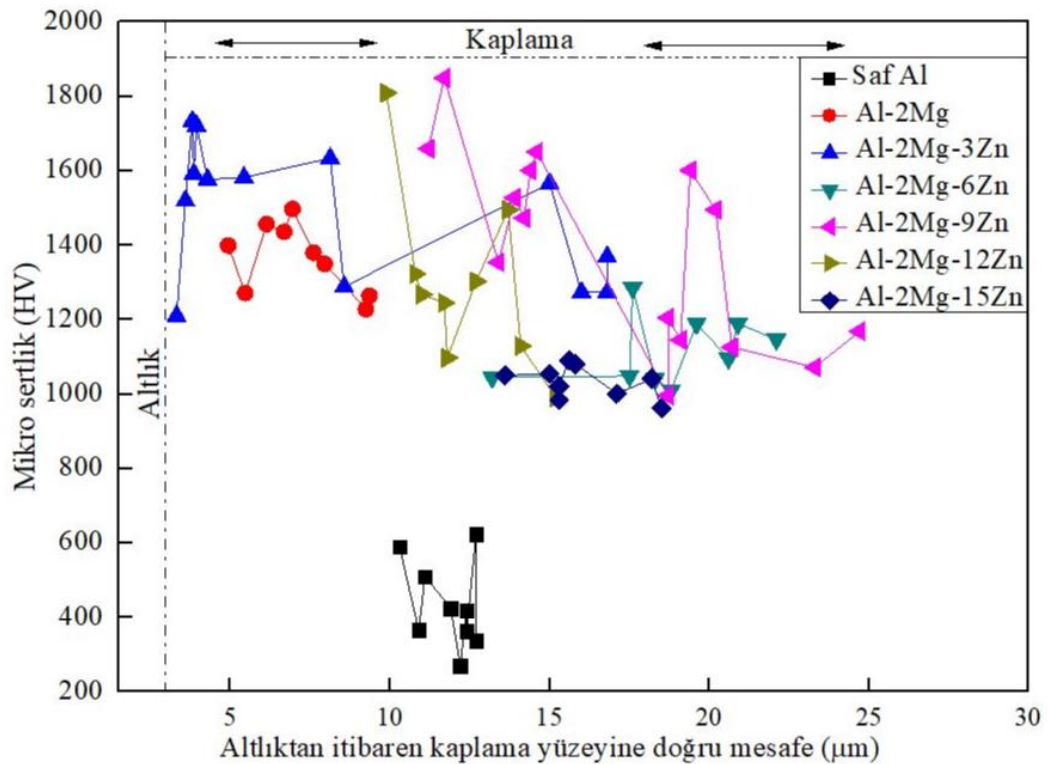 Kaplama
Saf Al
Al-2Mg
Al-2Mg-3Zn
Al-2Mg-6Zn
Al-2Mg-9Zn
Al-2Mg-12Zn
Al-2Mg-15Zn
Mikro sertlik (HV)
2000
1800
1600
1400
1200
1000
800
600
400
200
Altlık
5
10
15
20
25
30
Altlıktan itibaren kaplama yüzeyine doğru mesafe (μm)